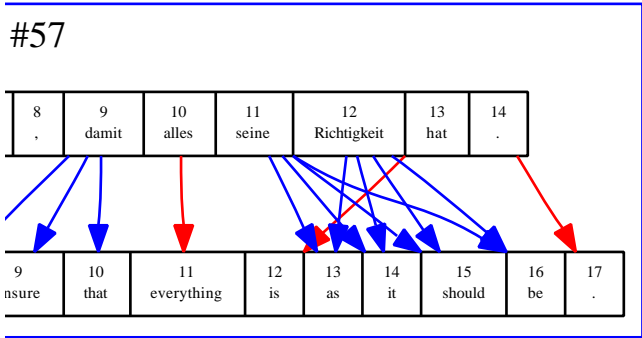 #57
8 9 10 11 12 13 14
, damit alles seine Richtigkeit hat .
9 10 11 12 13 14 15 16 17
nsure that everything is as it should be .